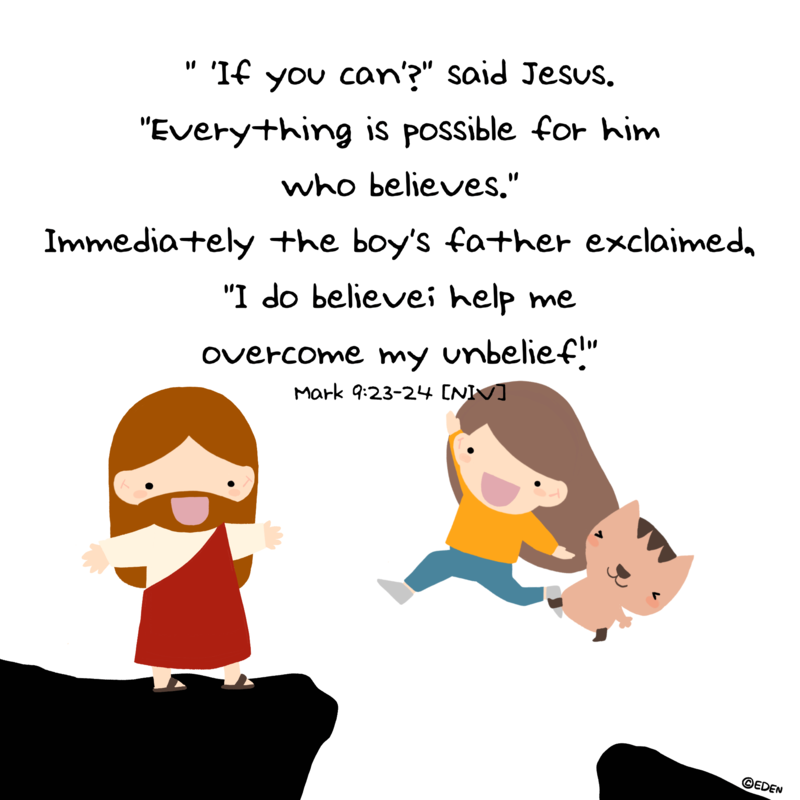 " 'If you can'?" said Jesus.
"Everything is possible for him
who believes."
Immediately the boy's father exclaimed,
"I do believe; help me
overcome my unbelief!"
Mark 9:23-24 [NIV]
©EDEN